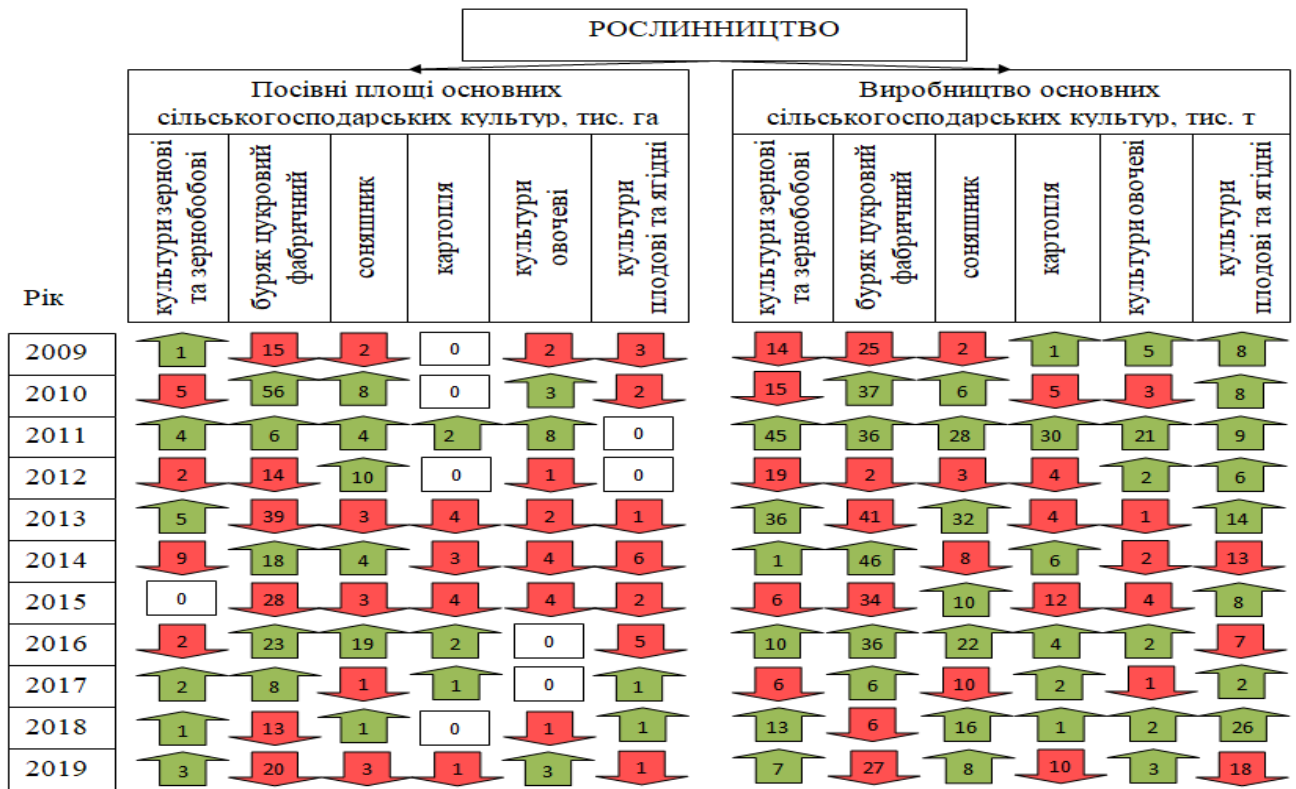 РОСЛИННИЦТВО
Посівні площі основних
сільськогосподарських культур, тис. га
Виробництво основних
сільськогосподарських культур, тис. т
Рік
культури зернові
та зернобобові
буряк цукровий
фабричний
соняшник
картопля
культури
овочеві
культури
плодові та ягідні
культури зернові
та зернобобові
буряк цукровий
фабричний
соняшник
картопля
культури овочеві
культури
плодові та ягідні
2009 1 15 2 0 2 3 14 25 2 1 5 8
2010 5 56 8 0 3 2 15 37 6 5 3 8
2011 4 6 4 2 8 0 45 36 28 30 21 9
2012 2 14 10 0 1 0 19 2 3 4 2 6
2013 5 39 3 4 2 1 36 41 32 4 1 14
2014 9 18 4 3 4 6 1 46 8 6 2 13
2015 0 28 3 4 4 2 6 34 10 12 4 8
2016 2 23 19 2 0 5 10 36 22 4 2 7
2017 2 8 1 1 0 1 6 6 10 2 1 2
2018 1 13 1 0 1 1 13 6 16 1 2 26
2019 3 20 3 1 3 1 7 27 8 10 3 18